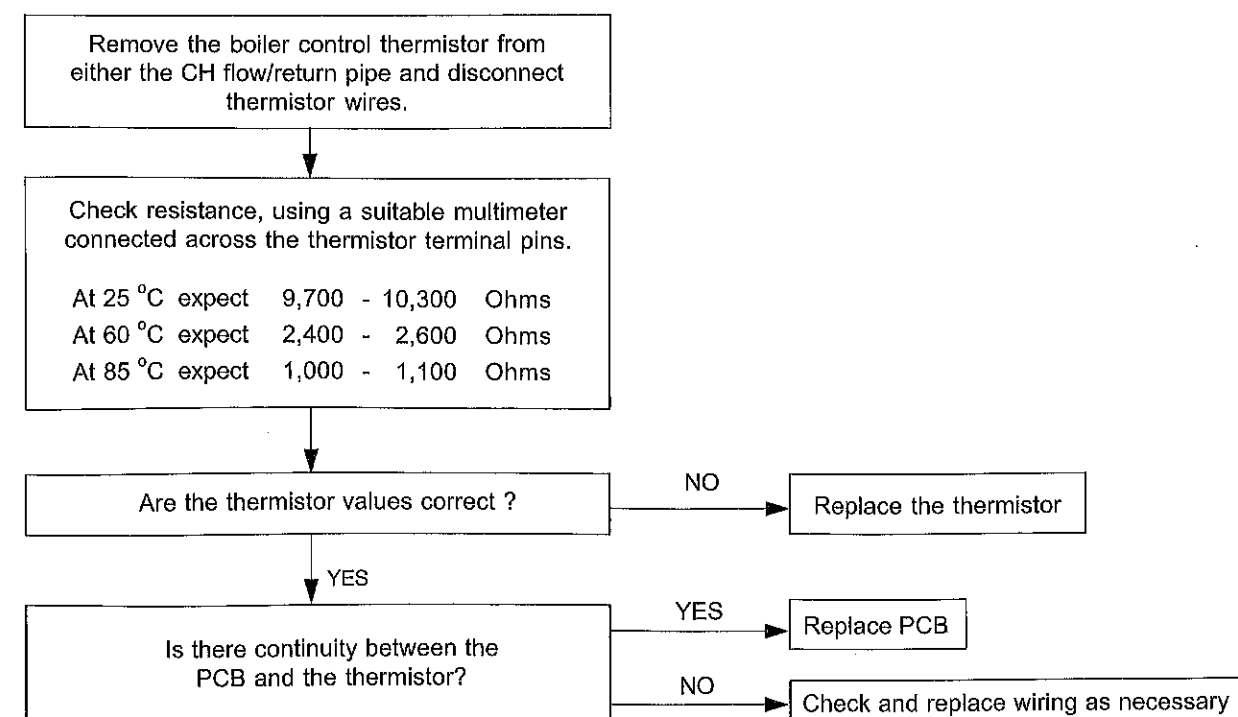 Remove the boiler control thermistor from
either the CH flow/return pipe and disconnect
thermistor wires.
Check resistance, using a suitable multimeter
connected across the thermistor terminal pins.
At 25 °C expect 9,700 - 10,300 Ohms
At 60 °C expect 2,400 - 2,600 Ohms
At 85 °C expect 1,000 - 1,100 Ohms
Are the thermistor values correct ?
NO
Replace the thermistor
YES
Is there continuity between the
PCB and the thermistor?
YES
Replace PCB
NO
Check and replace wiring as necessary